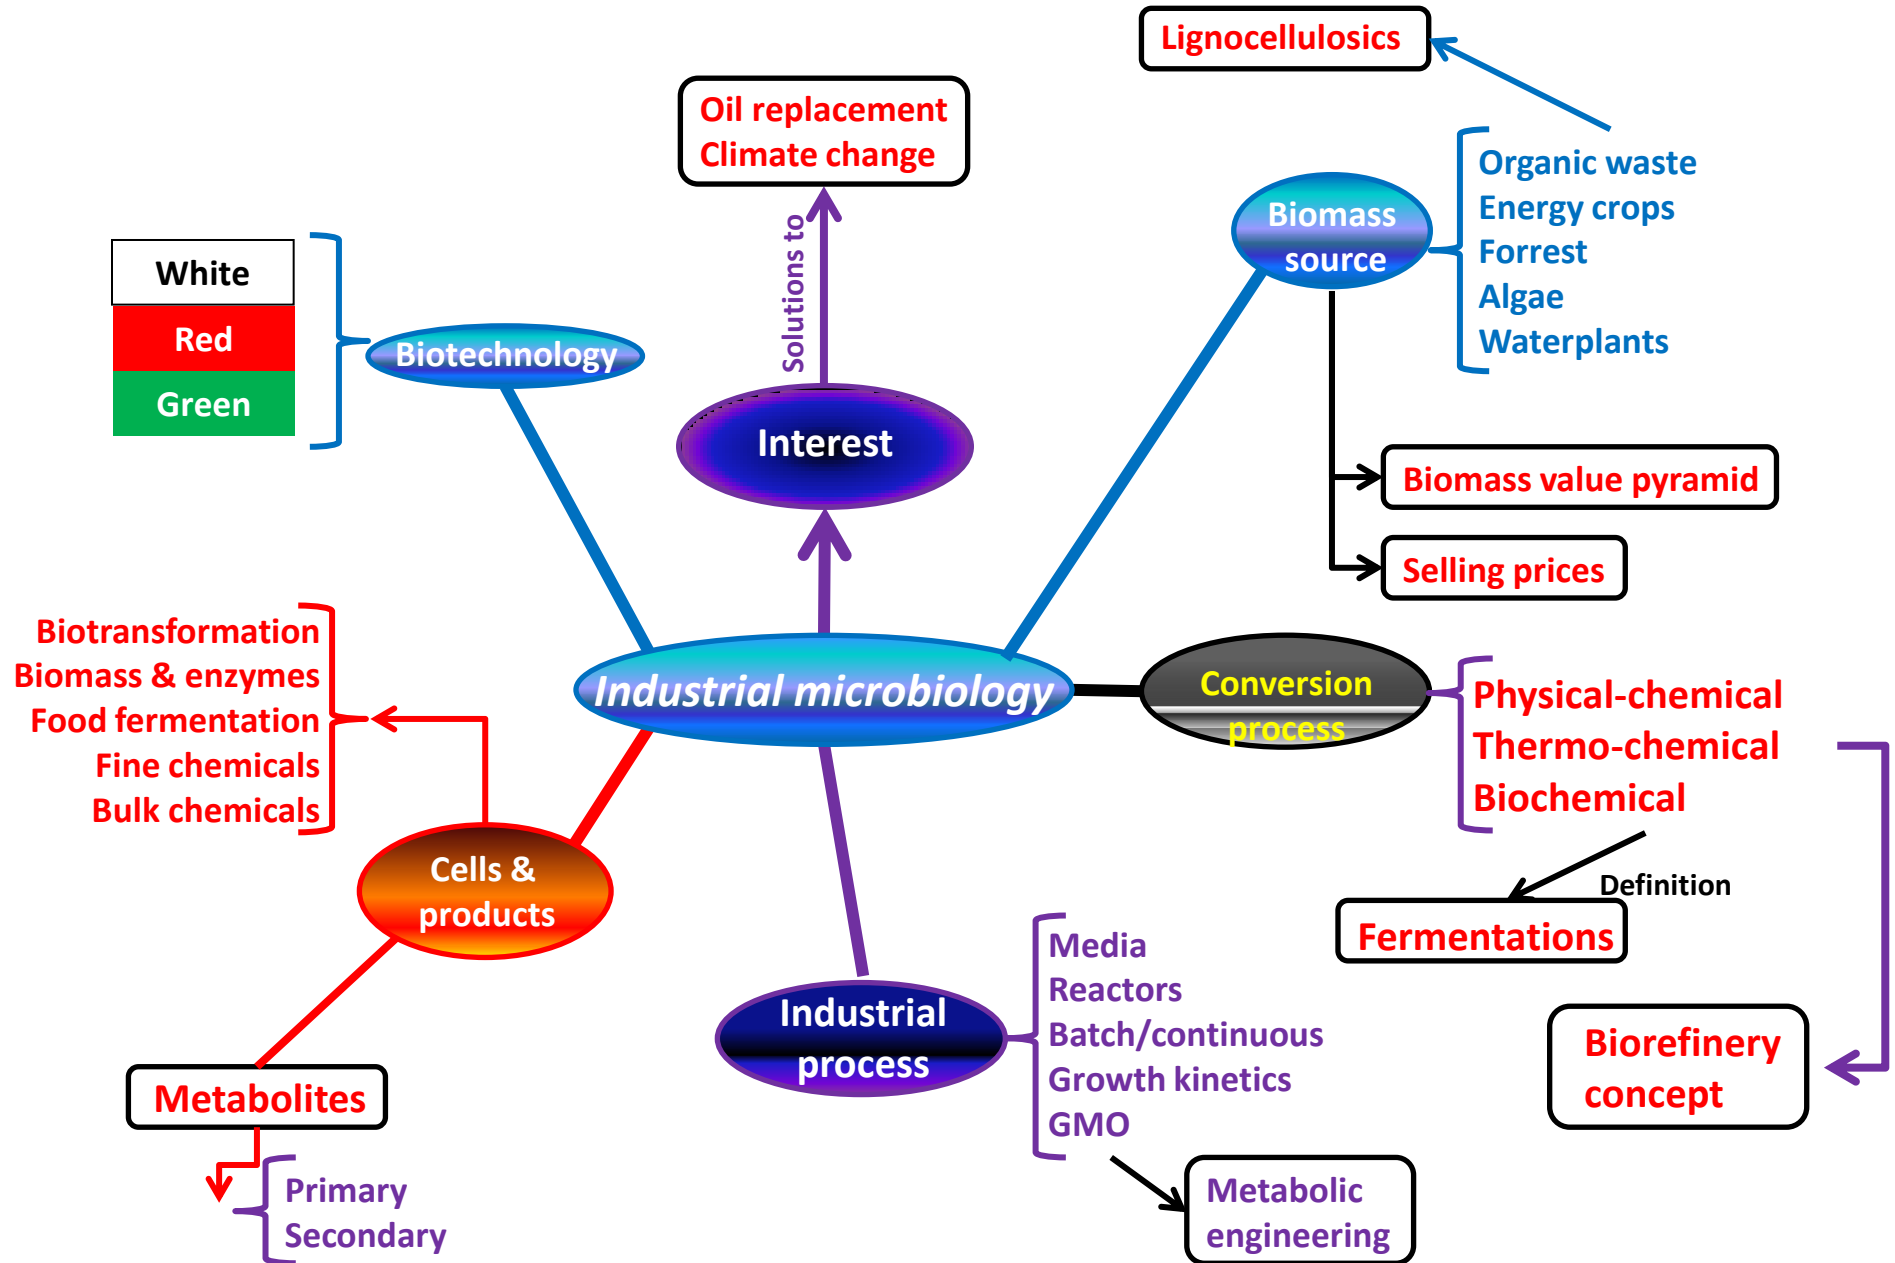 Lignocellulosics
Oil replacement
Climate change
Solutions to
Interest
Biomass
source
Organic waste
Energy crops
Forrest
Algae
Waterplants
White
Red
Green
Biotechnology
Biomass value pyramid
Selling prices
Industrial microbiology
Conversion
process
Physical-chemical
Thermo-chemical
Biochemical
Definition
Fermentations
Biorefinery
concept
Biotransformation
Biomass & enzymes
Food fermentation
Fine chemicals
Bulk chemicals
Cells &
products
Metabolites
Primary
Secondary
Industrial
process
Media
Reactors
Batch/continuous
Growth kinetics
GMO
Metabolic
engineering